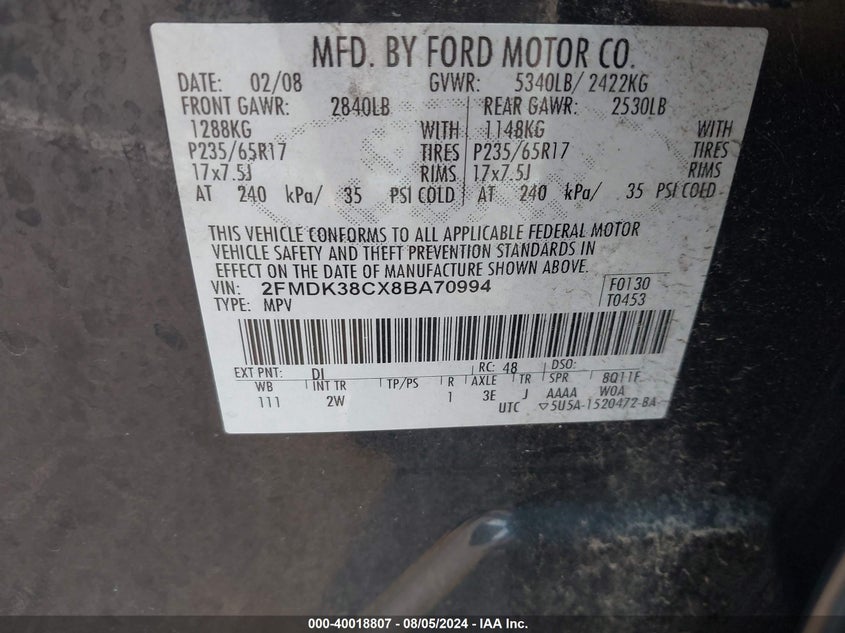 MFD. BY FORD MOTOR CO.
DATE: 02/08 GVWR: 5340LB/ 2422KG
FRONT GAWR: 2840LB REAR GAWR: 2530LB
1288KG WITH 1148KG WITH
P235/65R17 TIRES P235/65R17 TIRES
17x7.5J RIMS 17x7.5J RIMS
AT 240 kPa/ 35 PSI COLD AT 240 kPa/ 35 PSI COLD
THIS VEHICLE CONFORMS TO ALL APPLICABLE FEDERAL MOTOR
VEHICLE SAFETY AND THEFT PREVENTION STANDARDS IN
EFFECT ON THE DATE OF MANUFACTURE SHOWN ABOVE.
VIN: 2FMDK38CX8BA70994 F0130
TYPE: MPV T0453
EXT PNT: DI RC: 48 DSO:
WB INT TR TP/PS R AXLE TR SPR 8Q11F
111 2W 1 3E J AAAA W0A
UTC ▽5U5A-1520472-BA
000-40018807 - 08/05/2024 - IAA Inc.